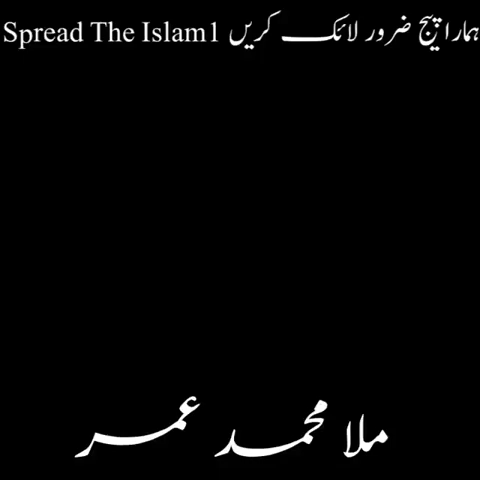 ہمارا پیج ضرور لائک کریں Spread The Islam1
ملا محمد عمر